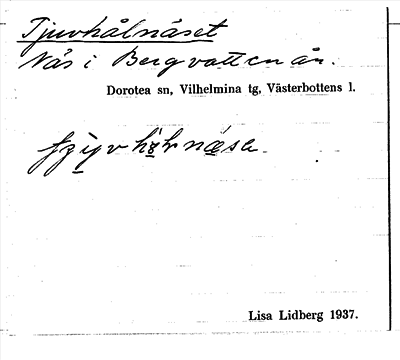 Tjuvhålnäset
Näs i Bergvattenån.
Dorotea sn, Vilhelmina tg, Västerbottens l.
Lisa Lidberg 1937.